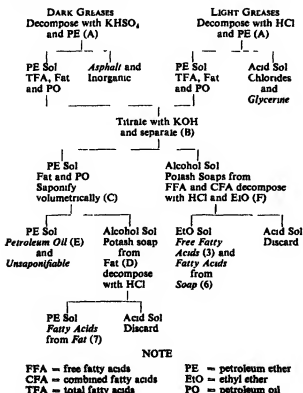 DARK GREASES
Decompose with KHSO₄
and PE (A)
LIGHT GREASES
Decompose with HCl
and PE (A)
PE Sol
TFA, Fat
and PO
Asphalt and
Inorganic
PE Sol
TFA, Fat
and PO
Acid Sol
Chlorides
and
Glycerine
Titrate with KOH
and separate (B)
PE Sol
Fat and PO
Saponify
volumetrically (C)
Alcohol Sol
Potash Soaps from
FFA and CFA decompose
with HCl and EtO (F)
PE Sol
Petroleum Oil (E)
and
Unsaponifiable
Alcohol Sol
Potash soap
from
Fat (D)
decompose
with HCl
EtO Sol
Free Fatty
Acids (3) and
Fatty Acids
from
Soap (6)
Acid Sol
Discard
PE Sol
Fatty Acids
from Fat (7)
Acid Sol
Discard
NOTE
FFA = free fatty acids
CFA = combined fatty acids
TFA = total fatty acids
PE = petroleum ether
EtO = ethyl ether
PO = petroleum oil